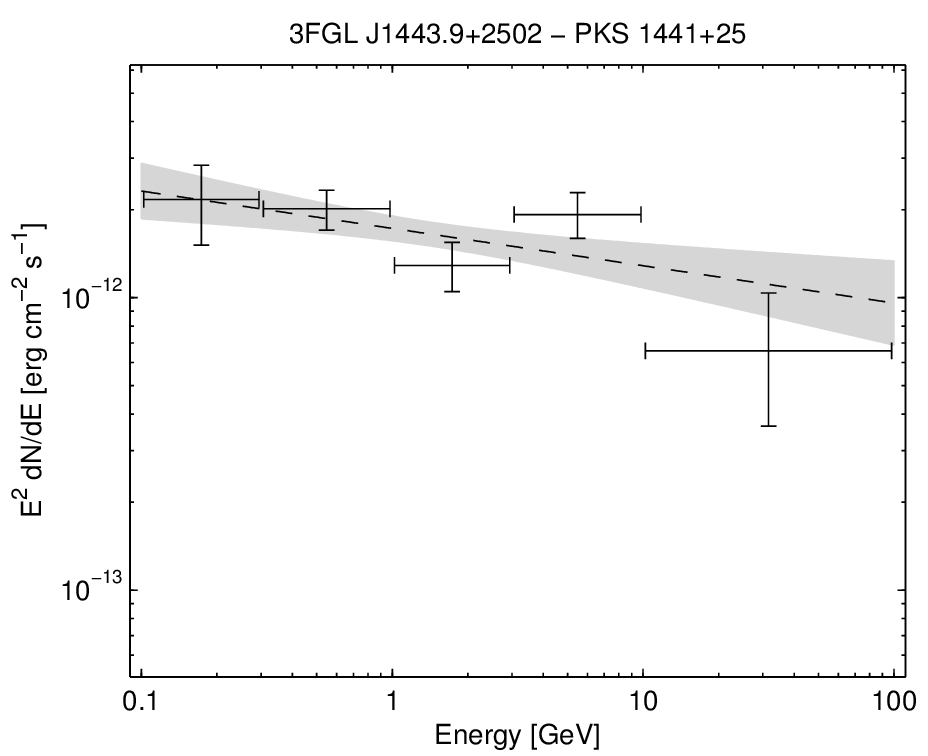 3FGL J1443.9+2502 − PKS 1441+25
E² dN/dE [erg cm⁻² s⁻¹]
10⁻¹²
10⁻¹³
0.1 1 10 100
Energy [GeV]